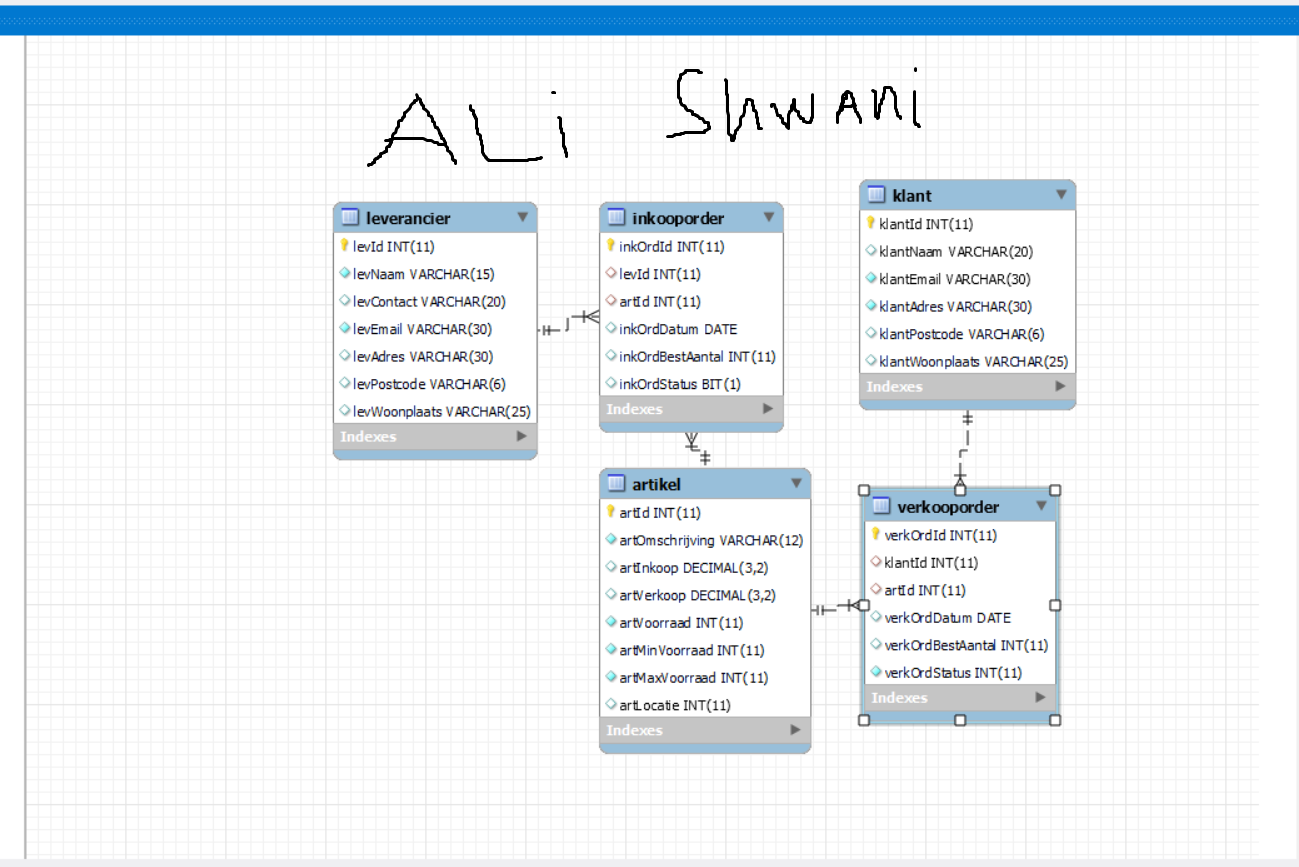 ALi Shwani
leverancier
levId INT(11)
levNaam VARCHAR(15)
levContact VARCHAR(20)
levEmail VARCHAR(30)
levAdres VARCHAR(30)
levPostcode VARCHAR(6)
levWoonplaats VARCHAR(25)
Indexes
inkooporder
inkOrdId INT(11)
levId INT(11)
artId INT(11)
inkOrdDatum DATE
inkOrdBestAantal INT(11)
inkOrdStatus BIT(1)
Indexes
klant
klantId INT(11)
klantNaam VARCHAR(20)
klantEmail VARCHAR(30)
klantAdres VARCHAR(30)
klantPostcode VARCHAR(6)
klantWoonplaats VARCHAR(25)
Indexes
artikel
artId INT(11)
artOmschrijving VARCHAR(12)
artInkoop DECIMAL(3,2)
artVerkoop DECIMAL(3,2)
artVoorraad INT(11)
artMinVoorraad INT(11)
artMaxVoorraad INT(11)
artLocatie INT(11)
Indexes
verkooporder
verkOrdId INT(11)
klantId INT(11)
artId INT(11)
verkOrdDatum DATE
verkOrdBestAantal INT(11)
verkOrdStatus INT(11)
Indexes